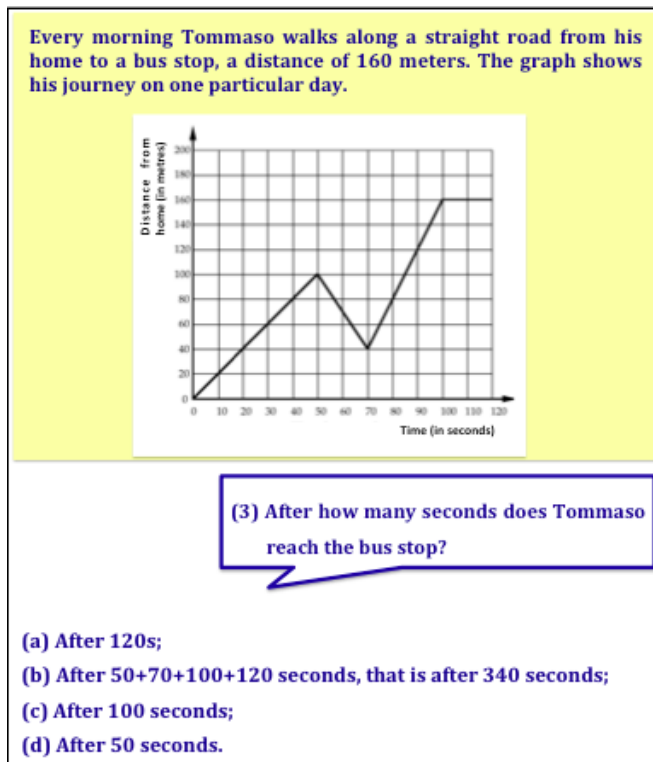 Every morning Tommaso walks along a straight road from his
home to a bus stop, a distance of 160 meters. The graph shows
his journey on one particular day.
Distance from
home (in metres)
200
180
160
140
120
100
80
60
40
20
0
0 10 20 30 40 50 60 70 80 90 100 110 120
Time (in seconds)
(3) After how many seconds does Tommaso
reach the bus stop?
(a) After 120s;
(b) After 50+70+100+120 seconds, that is after 340 seconds;
(c) After 100 seconds;
(d) After 50 seconds.